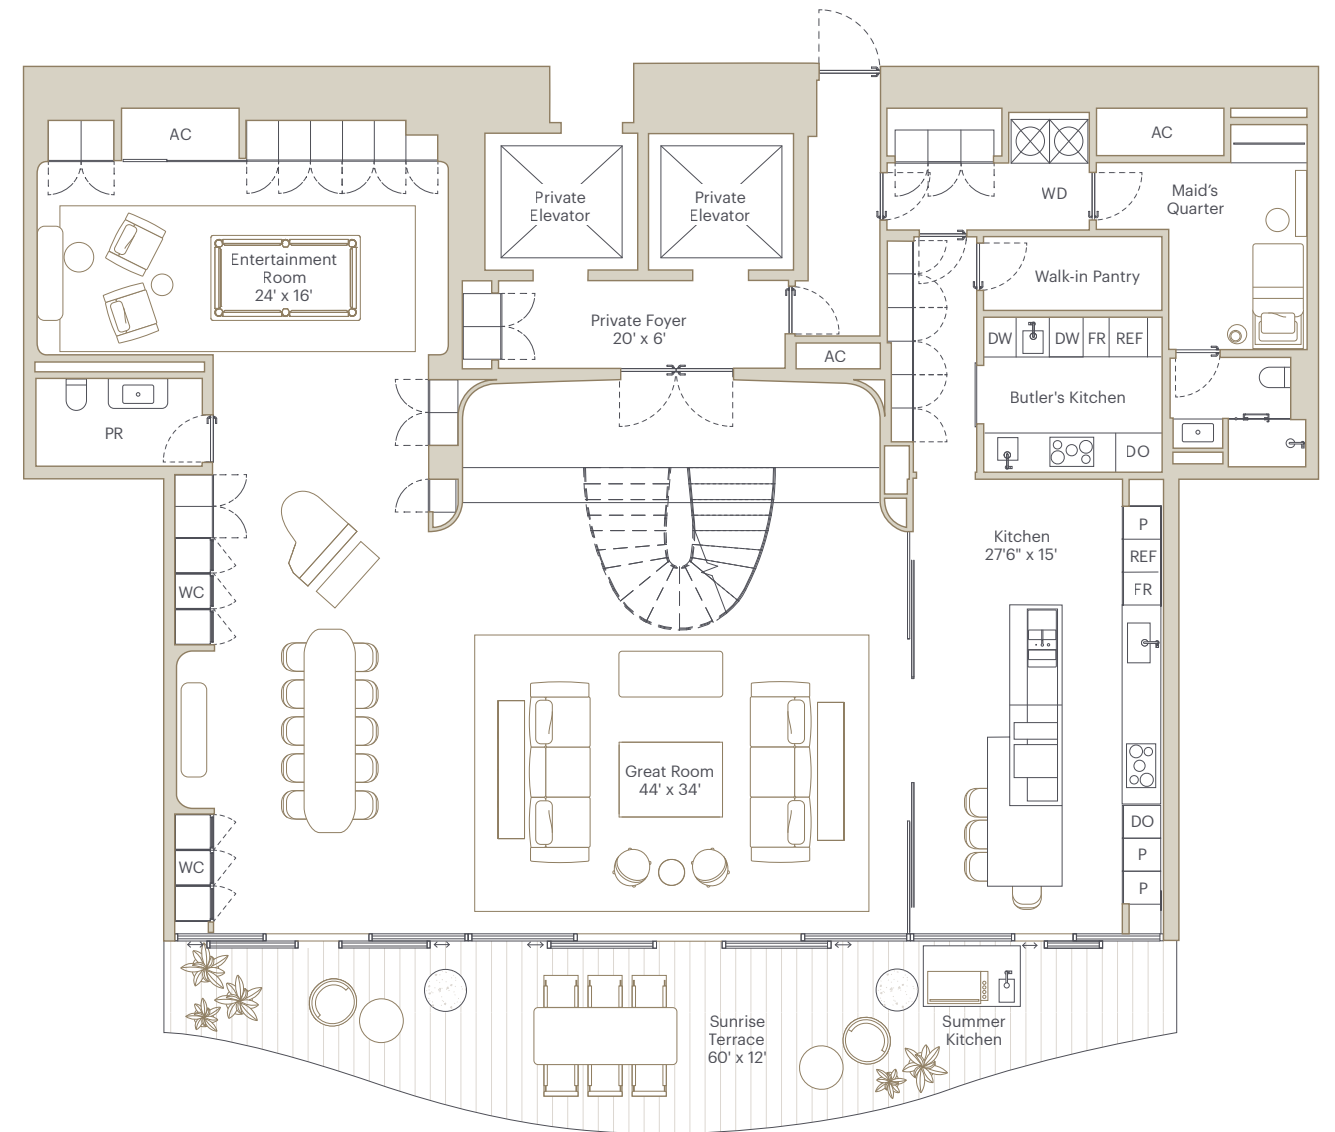 AC
AC
Private
Elevator
Private
Elevator
WD
Maid's
Quarter
Entertainment
Room
24' x 16'
Walk-in Pantry
Private Foyer
20' x 6'
DW
DW
FR
REF
AC
Butler's Kitchen
PR
DO
P
Kitchen
27'6" x 15'
REF
FR
WC
Great Room
44' x 34'
DO
P
WC
P
Sunrise
Terrace
60' x 12'
Summer
Kitchen